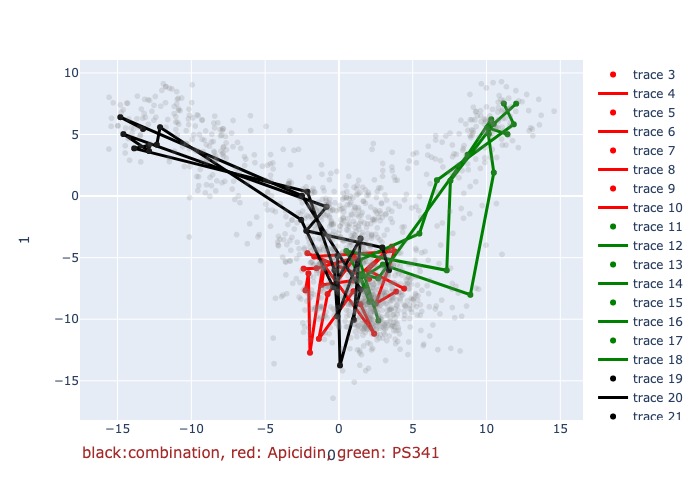 10
5
0
−5
−10
−15
1
−15
−10
−5
0
5
10
15
0
black:combination, red: Apicidin, green: PS341
trace 3
trace 4
trace 5
trace 6
trace 7
trace 8
trace 9
trace 10
trace 11
trace 12
trace 13
trace 14
trace 15
trace 16
trace 17
trace 18
trace 19
trace 20
trace 21